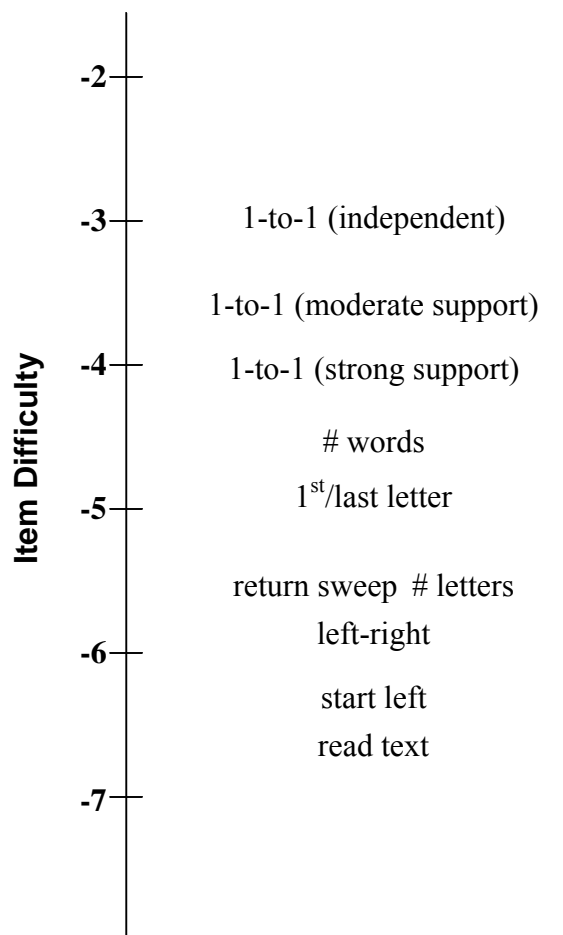 -2
-3
1-to-1 (independent)
1-to-1 (moderate support)
-4
1-to-1 (strong support)
Item Difficulty
# words
1st/last letter
-5
return sweep # letters
left-right
-6
start left
read text
-7